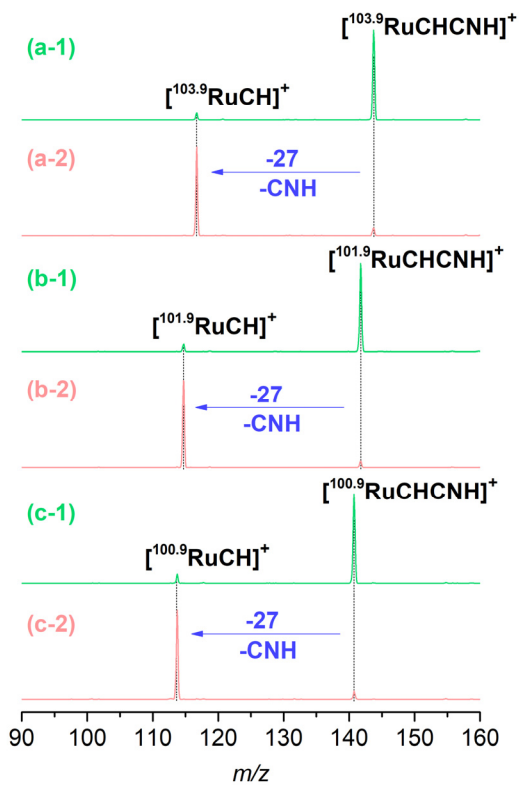 [¹⁰³·⁹RuCHCNH]⁺
(a-1)
[¹⁰³·⁹RuCH]⁺
(a-2)
-27
-CNH
[¹⁰¹·⁹RuCHCNH]⁺
(b-1)
[¹⁰¹·⁹RuCH]⁺
(b-2)
-27
-CNH
[¹⁰⁰·⁹RuCHCNH]⁺
(c-1)
[¹⁰⁰·⁹RuCH]⁺
(c-2)
-27
-CNH
90 100 110 120 130 140 150 160
m/z